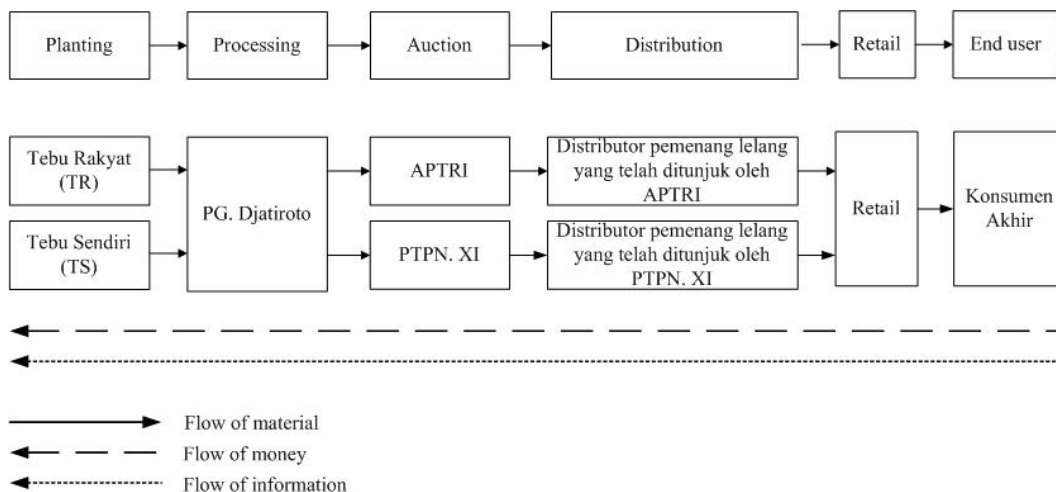 Planting
Processing
Auction
Distribution
Retail
End user
Tebu Rakyat
(TR)
Tebu Sendiri
(TS)
PG. Djatiroto
APTRI
PTPN. XI
Distributor pemenang lelang
yang telah ditunjuk oleh
APTRI
Distributor pemenang lelang
yang telah ditunjuk oleh
PTPN. XI
Retail
Konsumen
Akhir
Flow of material
Flow of money
Flow of information